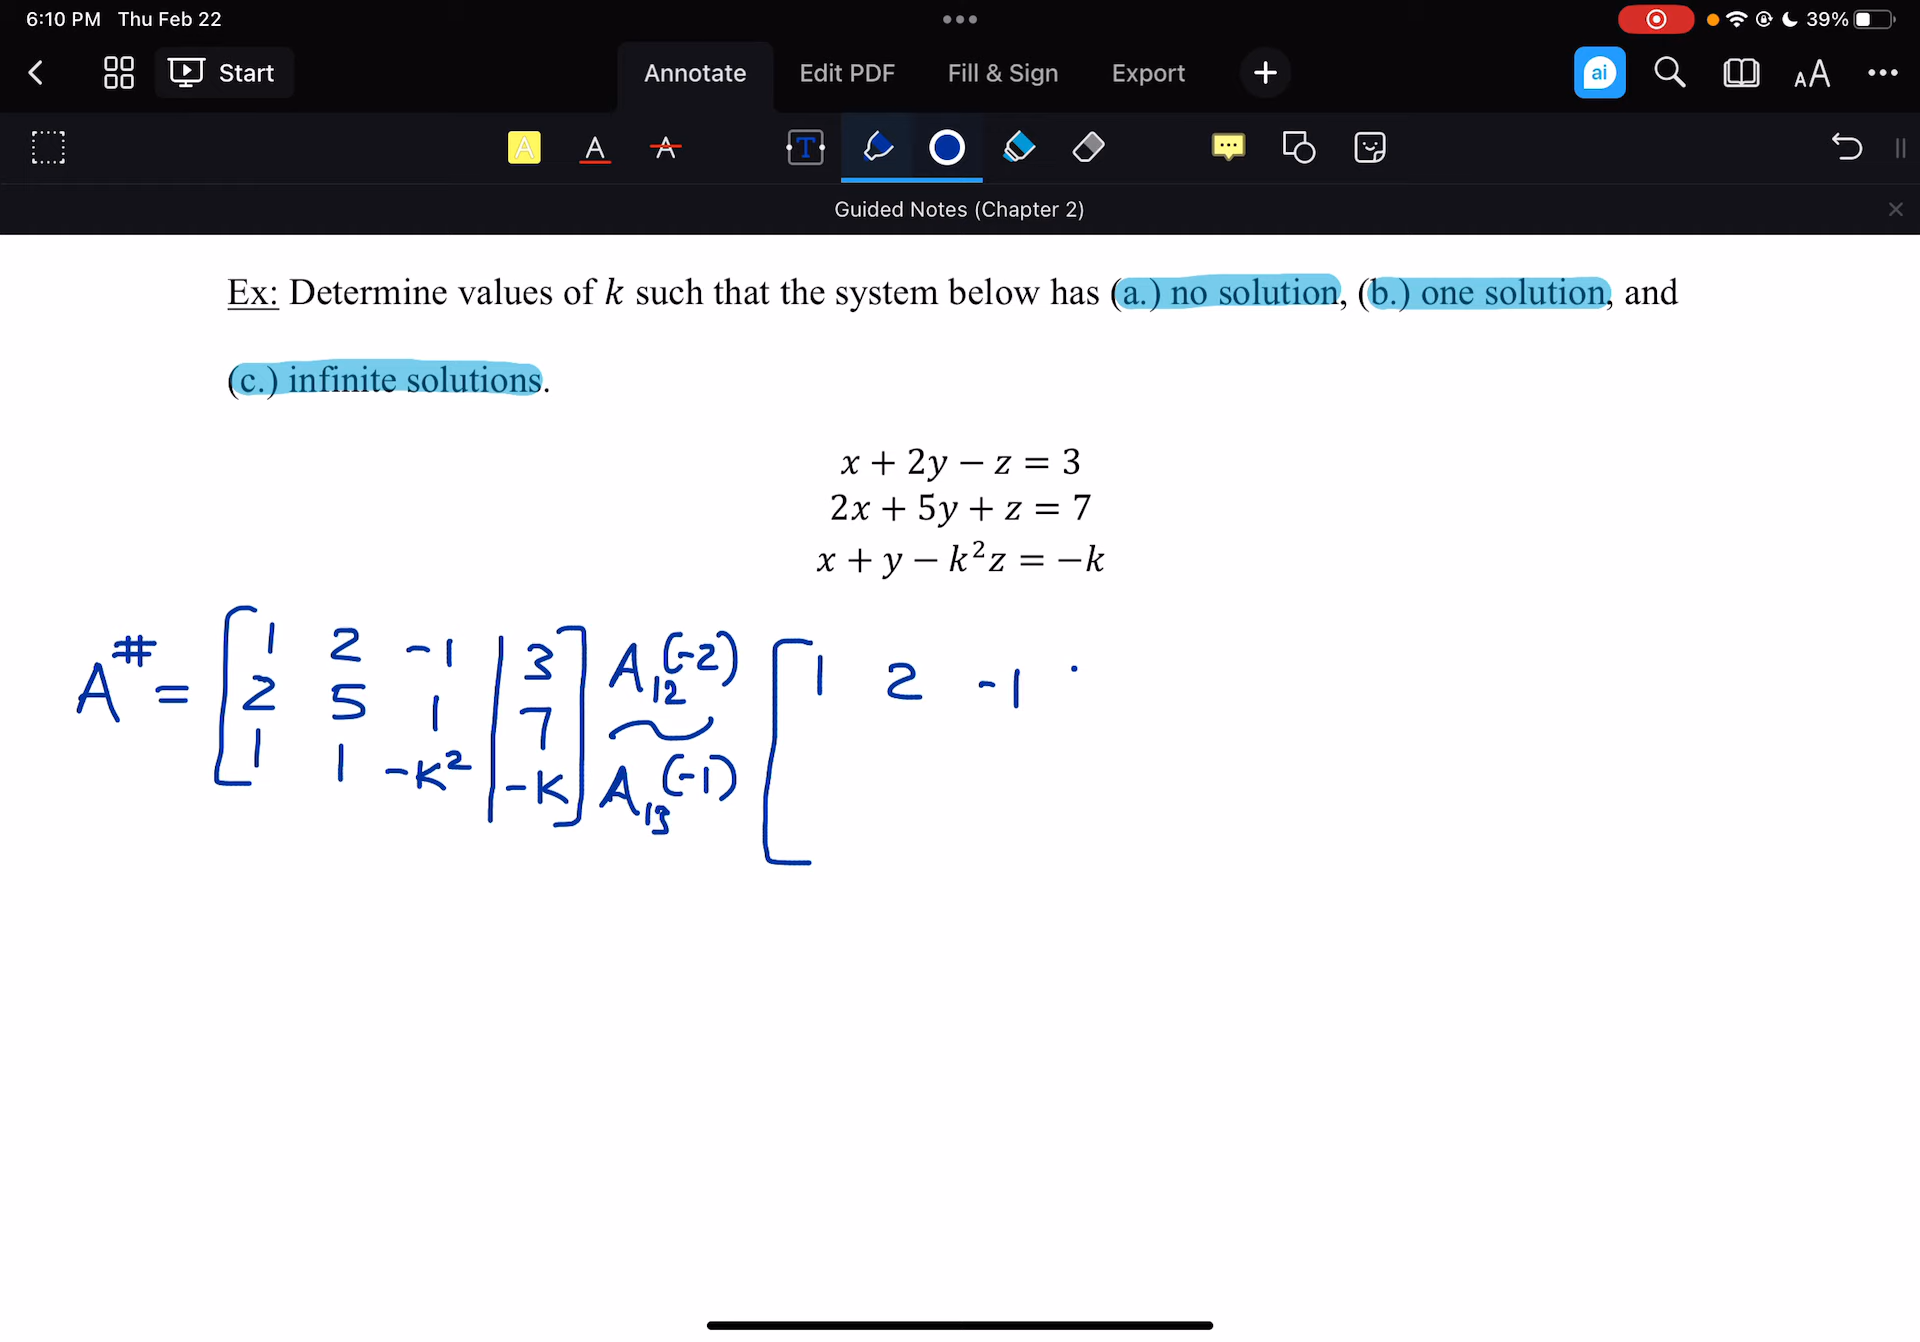 6:10 PM Thu Feb 22
39%
Start
Annotate
Edit PDF
Fill & Sign
Export
ai
AA
A A A T
Guided Notes (Chapter 2)
Ex: Determine values of k such that the system below has (a.) no solution, (b.) one solution, and
(c.) infinite solutions.
x + 2y − z = 3
2x + 5y + z = 7
x + y − k²z = −k
A^# = [1 2 -1 | 3] A₁₂(-2) [1 2 -1
2 5 1 | 7 ~
1 1 -K² | -K A₁₃(-1)